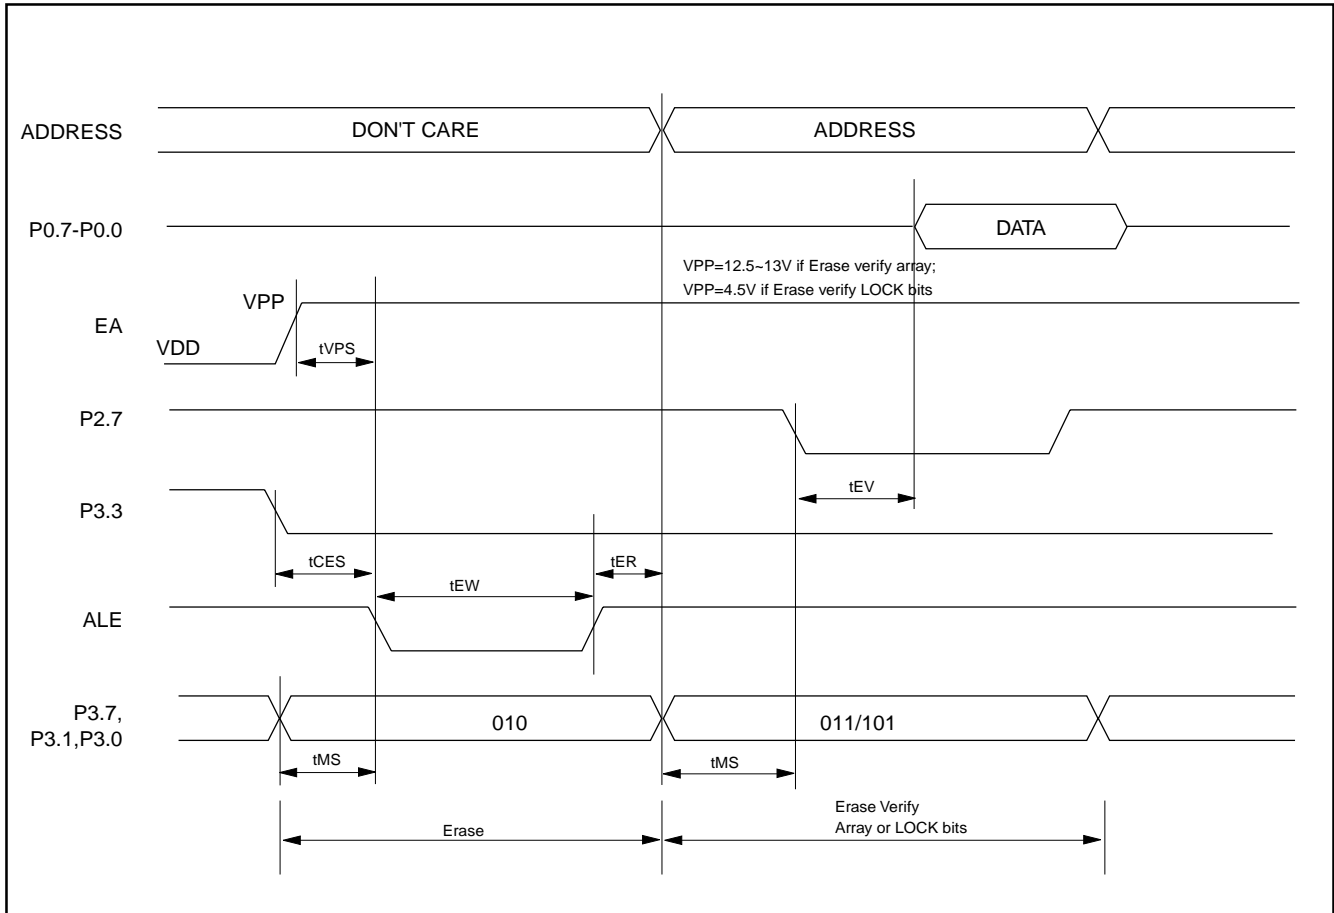 ADDRESS
DON'T CARE
ADDRESS
P0.7-P0.0
DATA
VPP=12.5~13V if Erase verify array;
VPP=4.5V if Erase verify LOCK bits
VPP
EA
VDD
tVPS
P2.7
tEV
P3.3
tCES
tER
tEW
ALE
P3.7,
P3.1,P3.0
010
011/101
tMS
tMS
Erase
Erase Verify
Array or LOCK bits